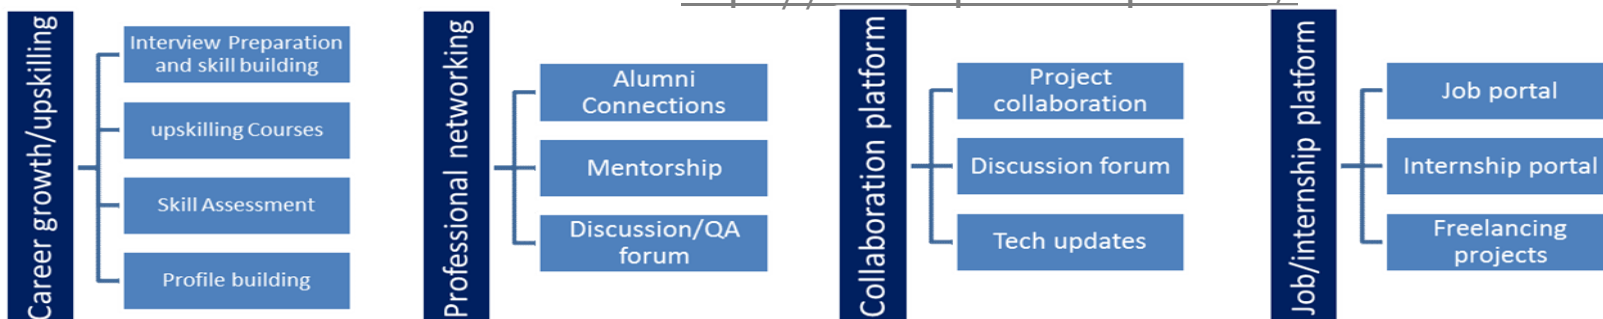 Career growth/upskilling
Interview Preparation
and skill building
upskilling Courses
Skill Assessment
Profile building
Professional networking
Alumni
Connections
Mentorship
Discussion/QA
forum
Collaboration platform
Project
collaboration
Discussion forum
Tech updates
Job/internship platform
Job portal
Internship portal
Freelancing
projects